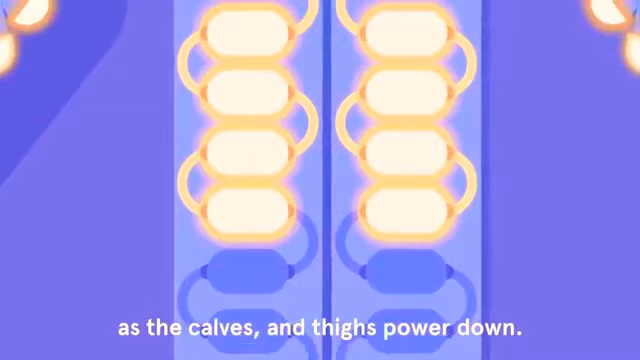 as the calves, and thighs power down.